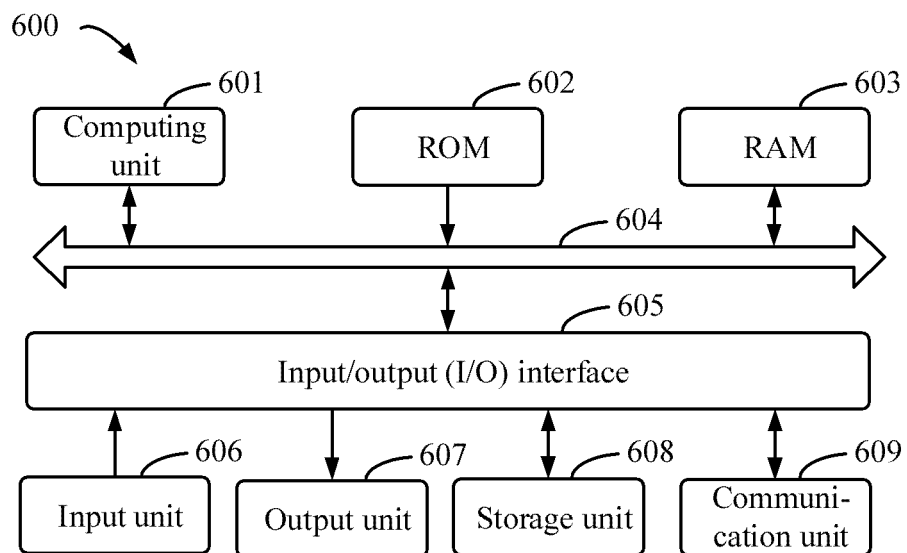 600
601
602
603
Computing
unit
ROM
RAM
604
605
Input/output (I/O) interface
606
607
608
609
Input unit
Output unit
Storage unit
Communi-
cation unit